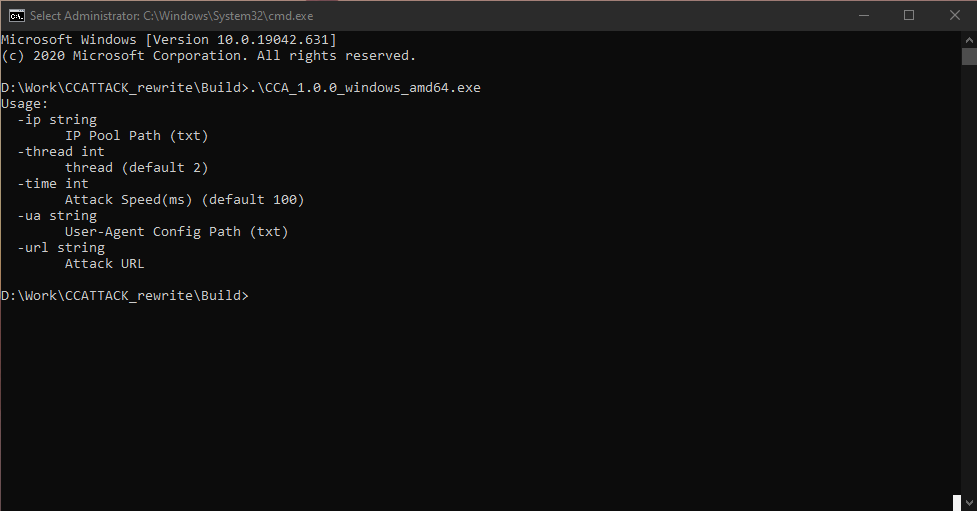 Select Administrator: C:\Windows\System32\cmd.exe
Microsoft Windows [Version 10.0.19042.631]
(c) 2020 Microsoft Corporation. All rights reserved.
D:\Work\CCATTACK_rewrite\Build>.\CCA_1.0.0_windows_amd64.exe
Usage:
  -ip string
        IP Pool Path (txt)
  -thread int
        thread (default 2)
  -time int
        Attack Speed(ms) (default 100)
  -ua string
        User-Agent Config Path (txt)
  -url string
        Attack URL
D:\Work\CCATTACK_rewrite\Build>